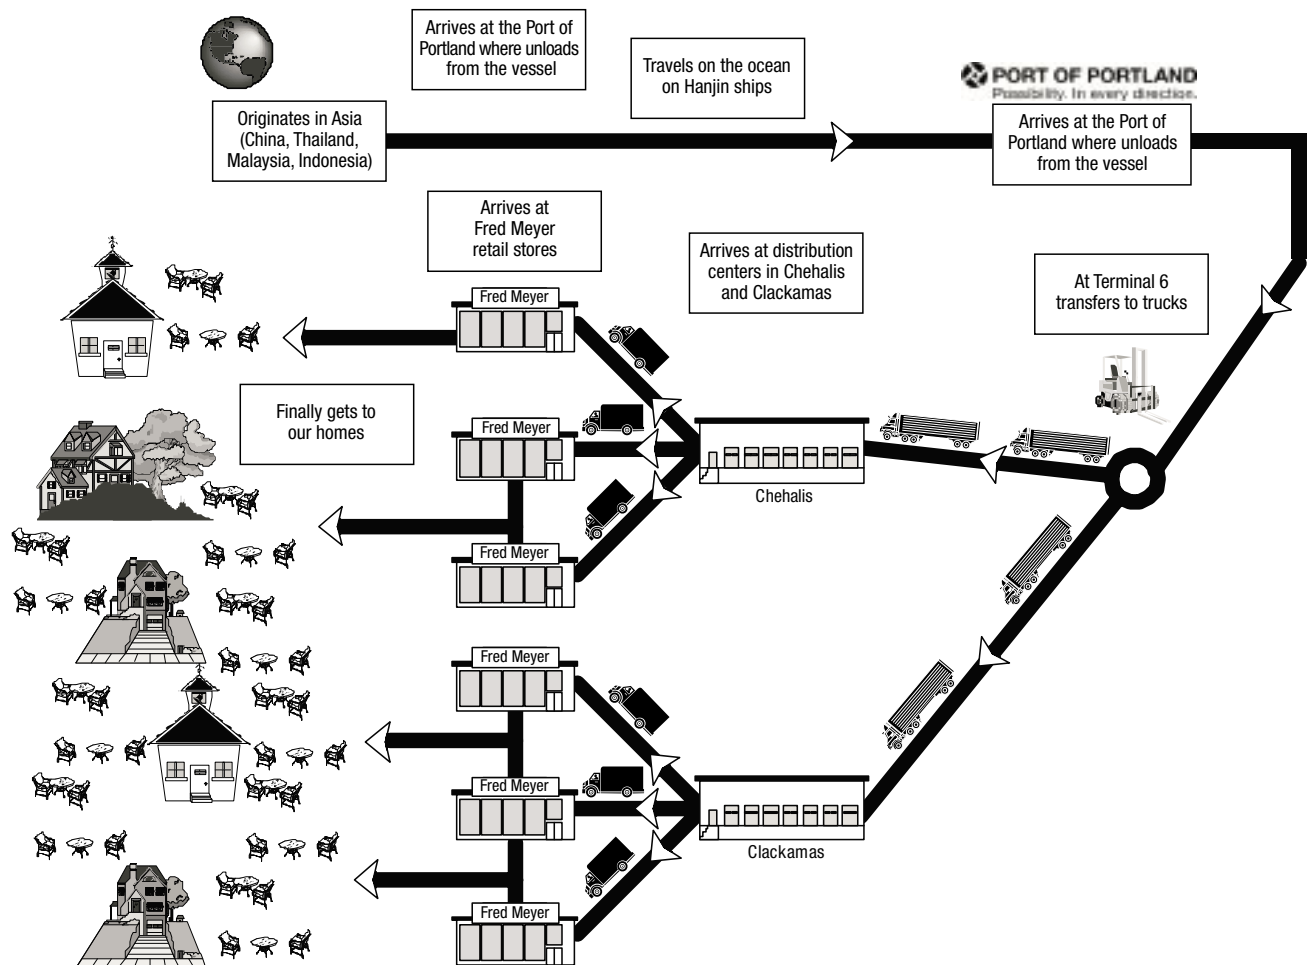 Arrives at the Port of
Portland where unloads
from the vessel
Travels on the ocean
on Hanjin ships
PORT OF PORTLAND
Possibility. In every direction.
Originates in Asia
(China, Thailand,
Malaysia, Indonesia)
Arrives at the Port of
Portland where unloads
from the vessel
Arrives at
Fred Meyer
retail stores
Arrives at distribution
centers in Chehalis
and Clackamas
At Terminal 6
transfers to trucks
Fred Meyer
Finally gets to
our homes
Fred Meyer
Chehalis
Fred Meyer
Fred Meyer
Fred Meyer
Clackamas
Fred Meyer